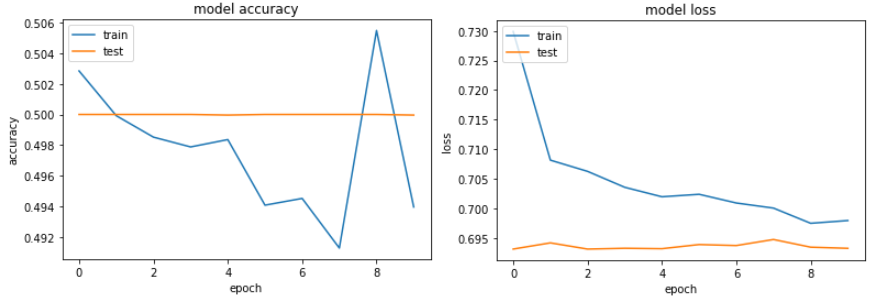 model accuracy
0.506
0.504
0.502
0.500
0.498
0.496
0.494
0.492
accuracy
train
test
0 2 4 6 8
epoch
model loss
0.730
0.725
0.720
0.715
0.710
0.705
0.700
0.695
loss
train
test
0 2 4 6 8
epoch